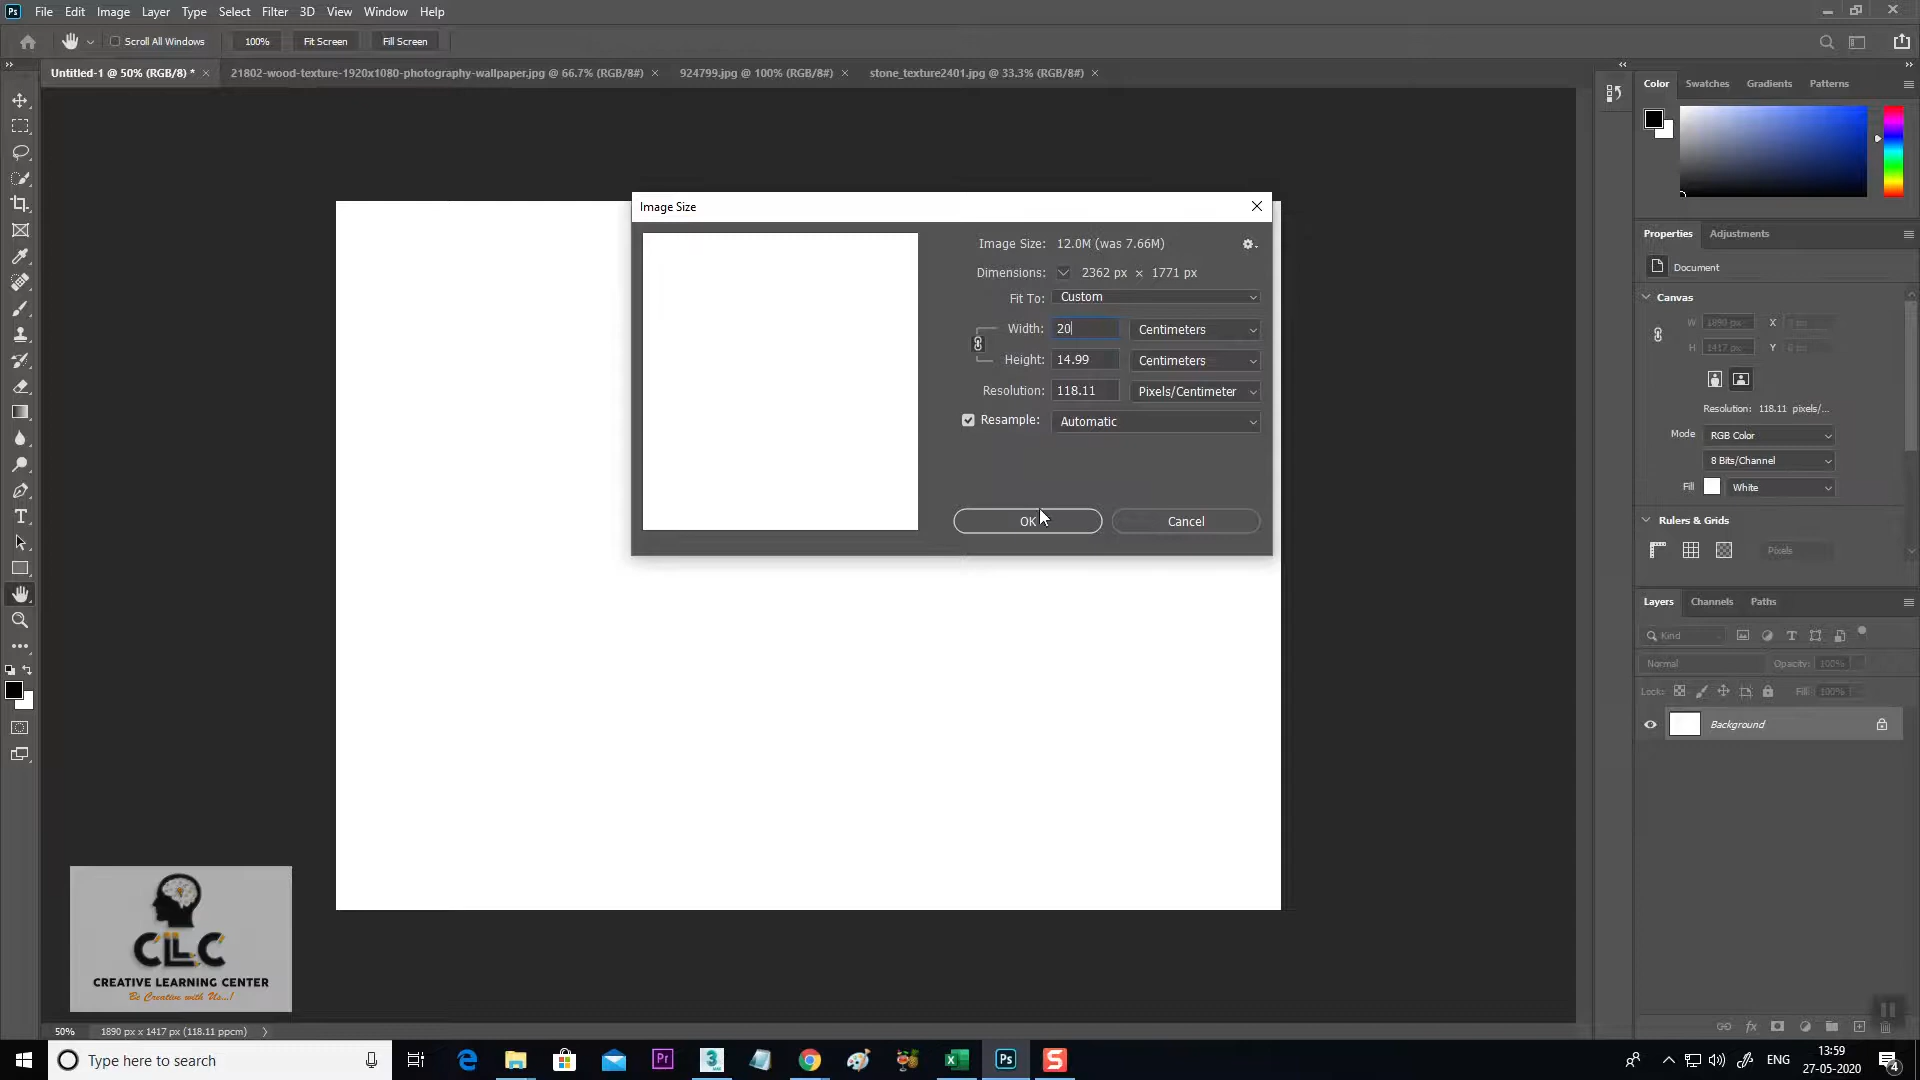 Ps File Edit Image Layer Type Select Filter 3D View Window Help
Scroll All Windows 100% Fit Screen Fill Screen
Untitled-1 @ 50% (RGB/8) * × 21802-wood-texture-1920x1080-photography-wallpaper.jpg @ 66.7% (RGB/8#) × 924799.jpg @ 100% (RGB/8#) × stone_texture2401.jpg @ 33.3% (RGB/8#) ×
Color Swatches Gradients Patterns
Image Size
Image Size: 12.0M (was 7.66M)
Dimensions: 2362 px × 1771 px
Fit To: Custom
Width: 20 Centimeters
Height: 14.99 Centimeters
Resolution: 118.11 Pixels/Centimeter
Resample: Automatic
OK Cancel
Properties Adjustments
Document
Canvas
W 1890 px X
H 1417 px Y
Resolution: 118.11 pixels/...
Mode RGB Color
8 Bits/Channel
Fill White
Rulers & Grids
Pixels
Layers Channels Paths
Kind
Normal Opacity: 100%
Lock: Fill: 100%
Background
CLC
CREATIVE LEARNING CENTER
Be Creative with Us...!
50% 1890 px x 1417 px (118.11 ppcm)
Type here to search
Pr
3
X
Ps
S
ENG
13:59
27-05-2020
4